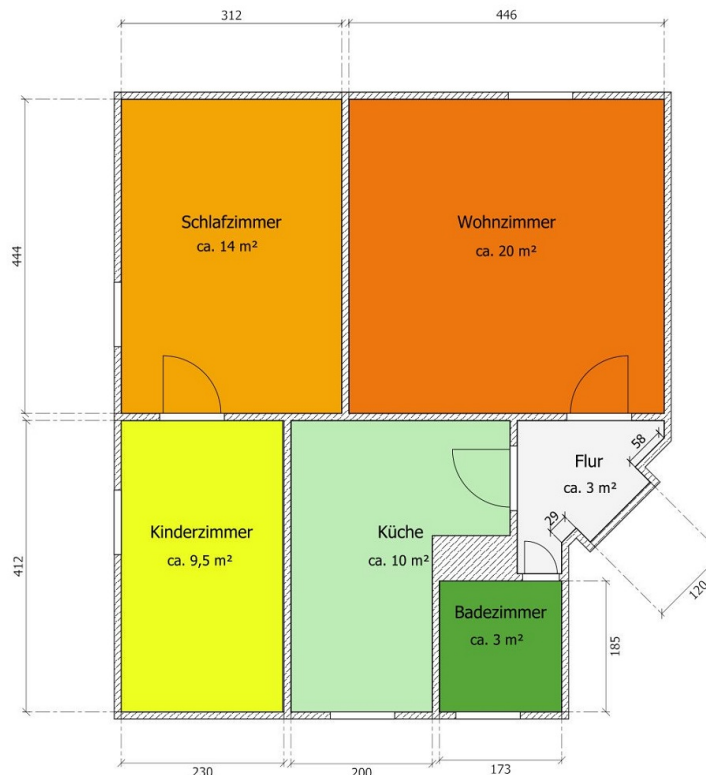 312
446
444
Schlafzimmer
ca. 14 m²
Wohnzimmer
ca. 20 m²
58
Flur
ca. 3 m²
29
120
412
Kinderzimmer
ca. 9,5 m²
Küche
ca. 10 m²
Badezimmer
ca. 3 m²
185
230
200
173